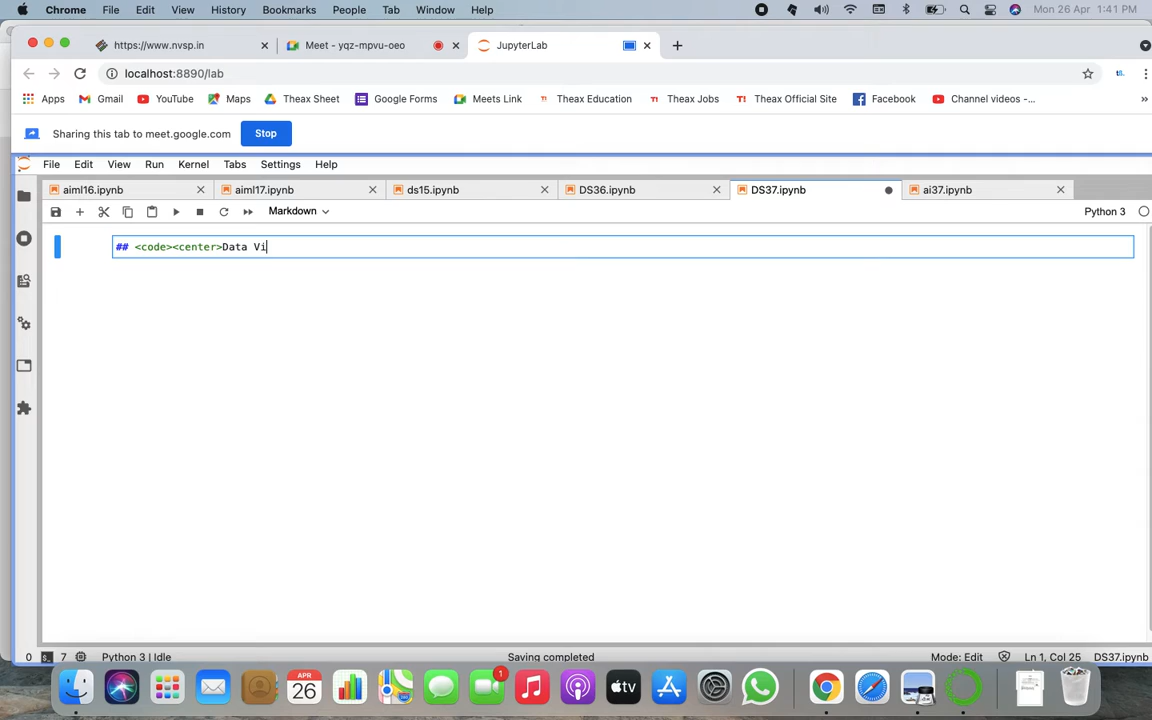 Chrome File Edit View History Bookmarks People Tab Window Help Mon 26 Apr 1:41 PM
https://www.nvsp.in Meet - yqz-mpvu-oeo JupyterLab
localhost:8890/lab
Apps Gmail YouTube Maps Theax Sheet Google Forms Meets Link Theax Education Theax Jobs Theax Official Site Facebook Channel videos -... »
Sharing this tab to meet.google.com Stop
File Edit View Run Kernel Tabs Settings Help
aiml16.ipynb aiml17.ipynb ds15.ipynb DS36.ipynb DS37.ipynb ai37.ipynb
Markdown Python 3
## <code><center>Data Vi
0 7 Python 3 | Idle Saving completed Mode: Edit Ln 1, Col 25 DS37.ipynb
APR
26
1
tv